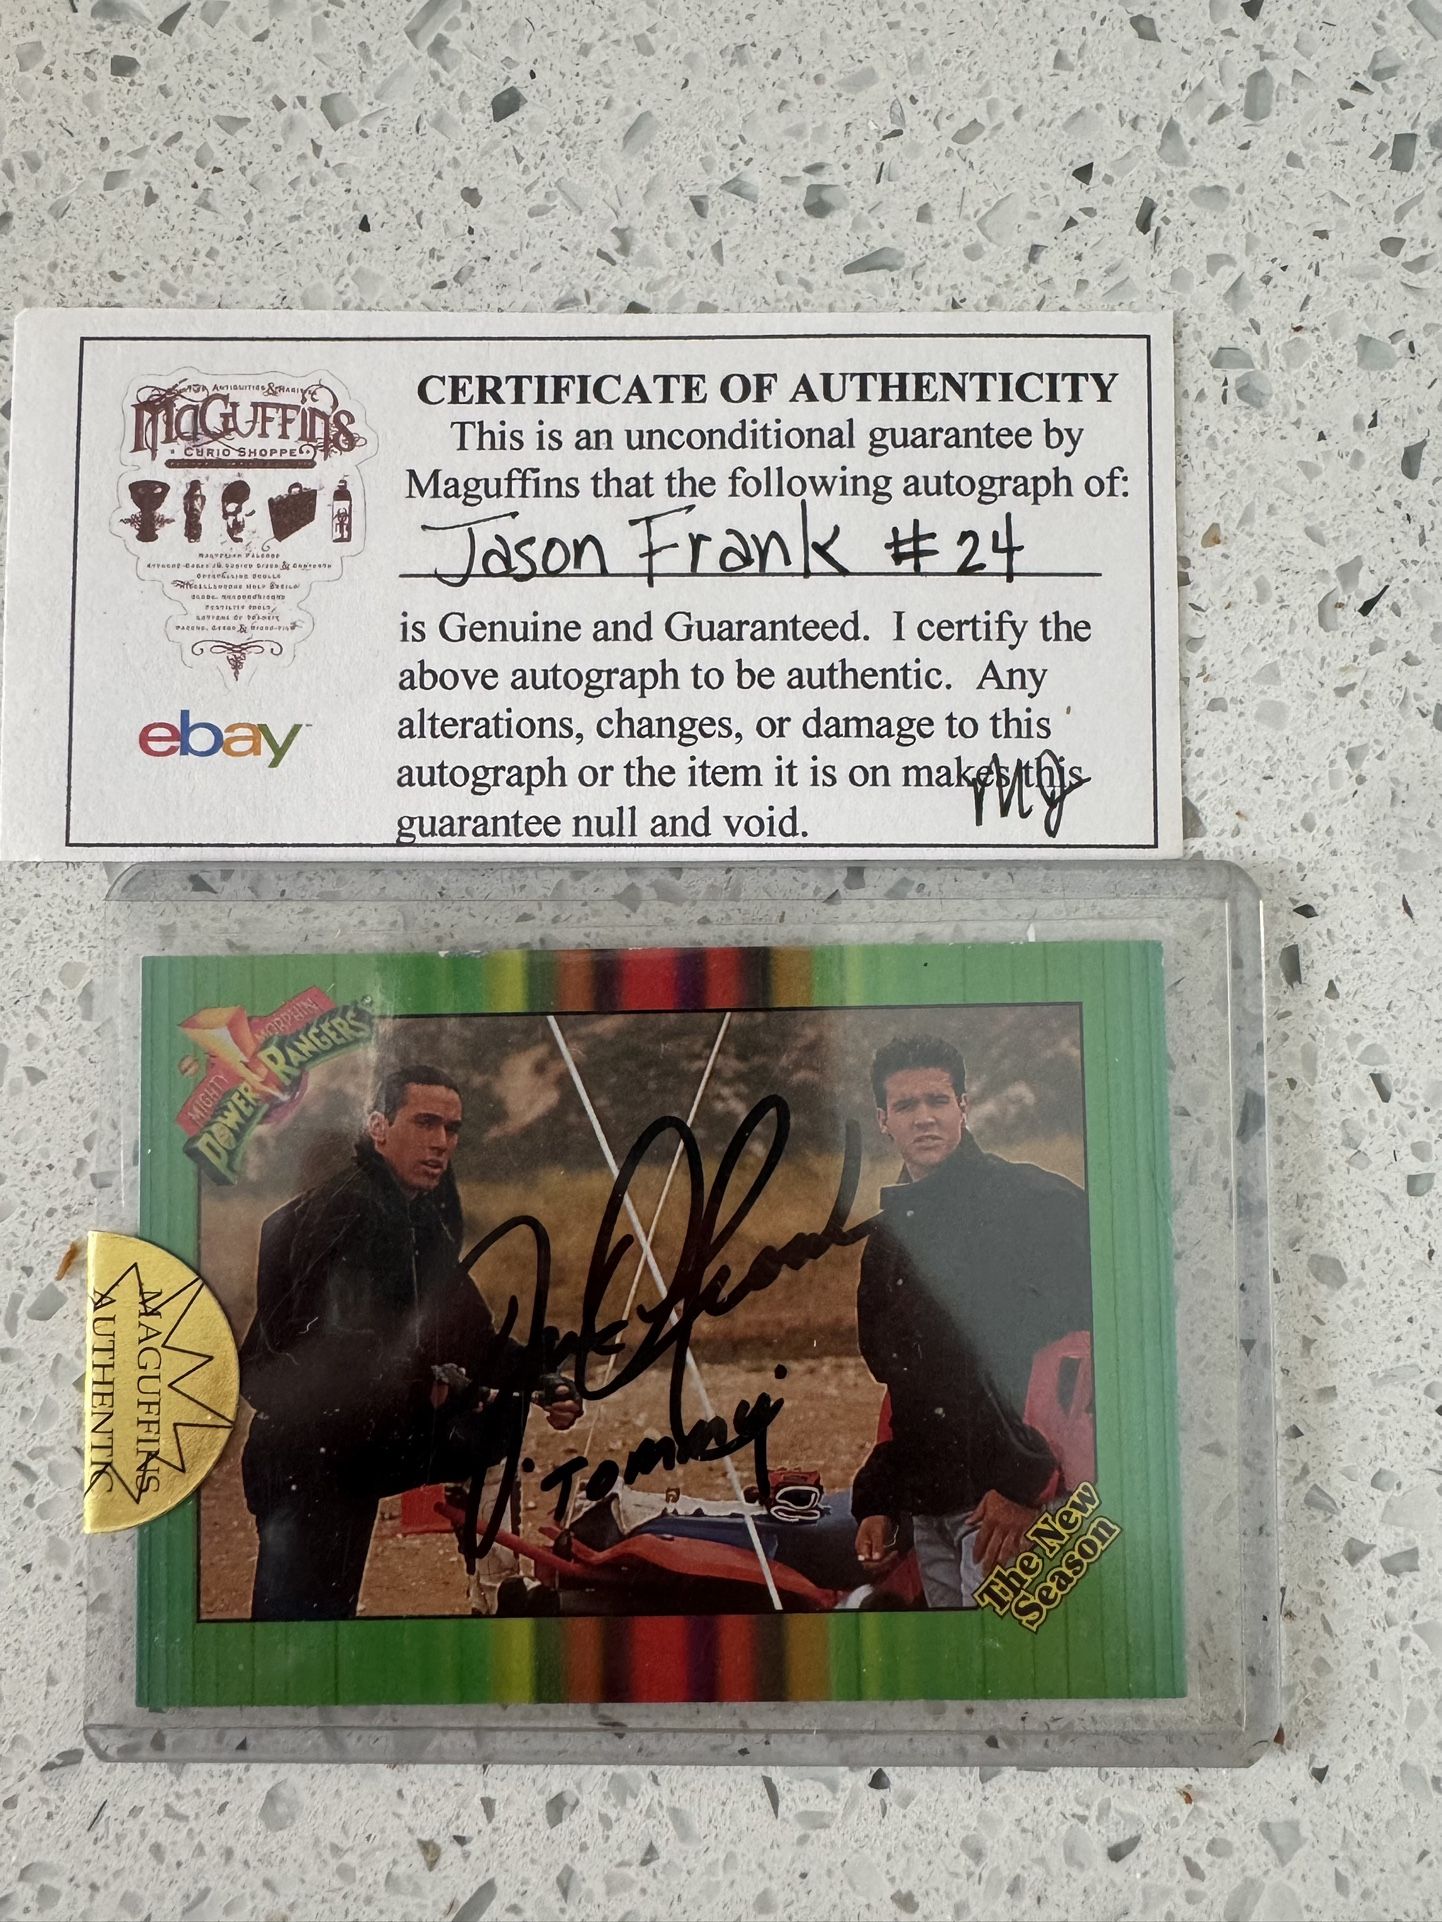 MAGUFFIN'S
CURIO SHOPPE
ebay
CERTIFICATE OF AUTHENTICITY
This is an unconditional guarantee by
Maguffins that the following autograph of:
Jason Frank #24
is Genuine and Guaranteed. I certify the
above autograph to be authentic. Any
alterations, changes, or damage to this
autograph or the item it is on makes this
guarantee null and void.
MIGHTY MORPHIN
POWER RANGERS
Tommy
MAGUFFINS
AUTHENTIC
The New
Season